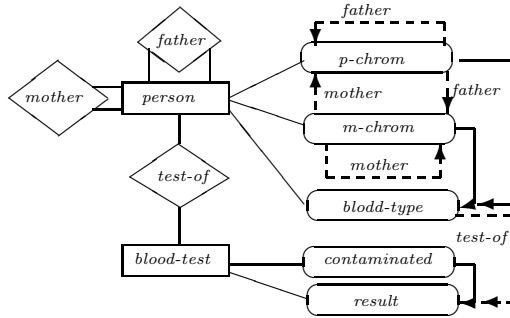 father
father
p-chrom
mother
person
mother
father
m-chrom
mother
test-of
blodd-type
test-of
blood-test
contaminated
result